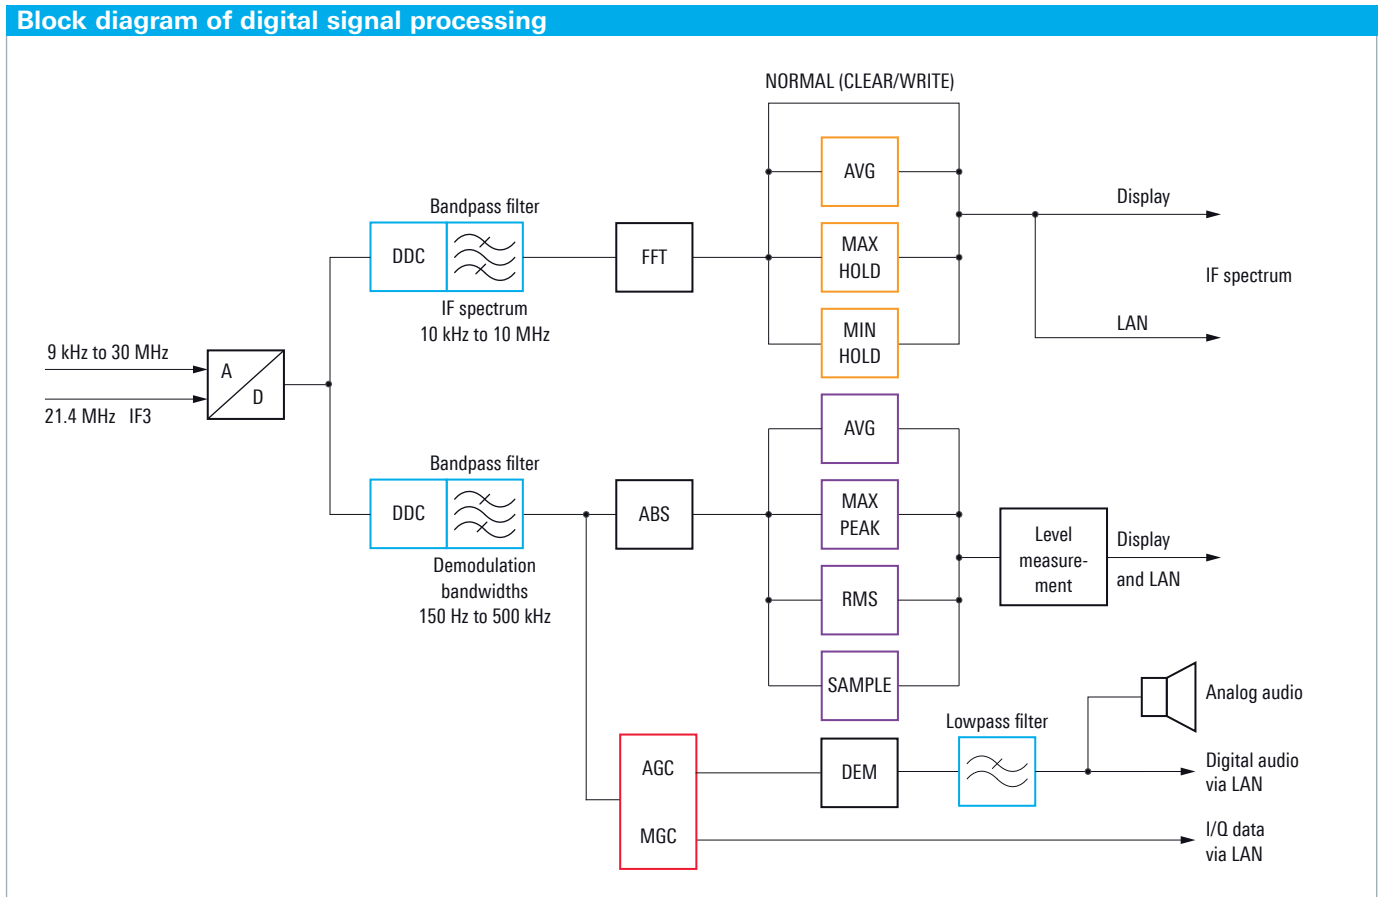 Block diagram of digital signal processing
NORMAL (CLEAR/WRITE)
AVG
Display
Bandpass filter
DDC
FFT
MAX
HOLD
IF spectrum
IF spectrum
10 kHz to 10 MHz
MIN
HOLD
LAN
9 kHz to 30 MHz
A
D
21.4 MHz IF3
AVG
Bandpass filter
DDC
ABS
MAX
PEAK
Level
measure-
ment
Display
and LAN
Demodulation
bandwidths
150 Hz to 500 kHz
RMS
SAMPLE
Analog audio
Lowpass filter
AGC
DEM
Digital audio
via LAN
MGC
I/Q data
via LAN